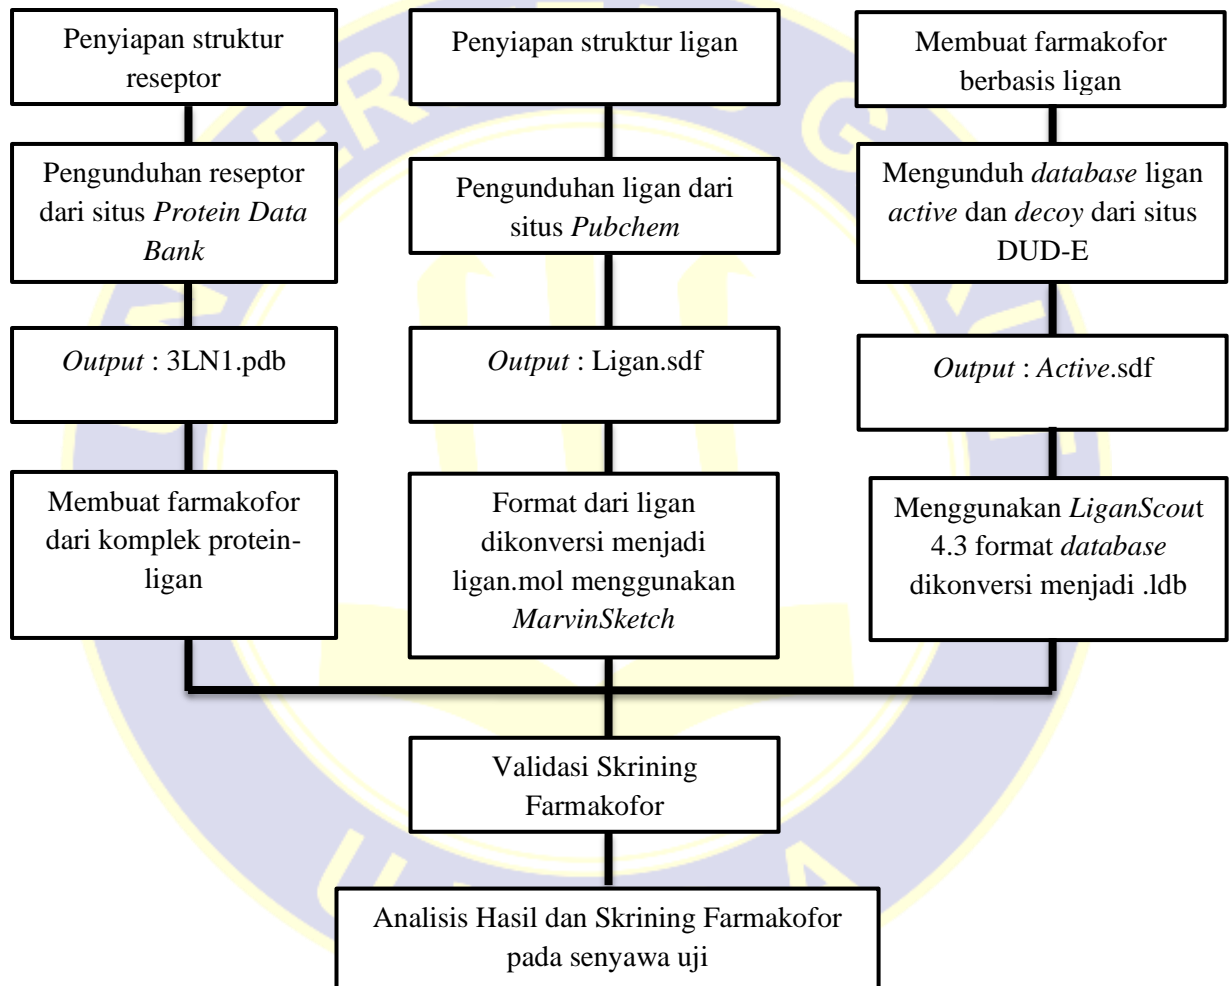 Penyiapan struktur
reseptor
Penyiapan struktur ligan
Membuat farmakofor
berbasis ligan
Pengunduhan reseptor
dari situs Protein Data
Bank
Pengunduhan ligan dari
situs Pubchem
Mengunduh database ligan
active dan decoy dari situs
DUD-E
Output : 3LN1.pdb
Output : Ligan.sdf
Output : Active.sdf
Membuat farmakofor
dari komplek protein-
ligan
Format dari ligan
dikonversi menjadi
ligan.mol menggunakan
MarvinSketch
Menggunakan LiganScout
4.3 format database
dikonversi menjadi .ldb
Validasi Skrining
Farmakofor
Analisis Hasil dan Skrining Farmakofor
pada senyawa uji